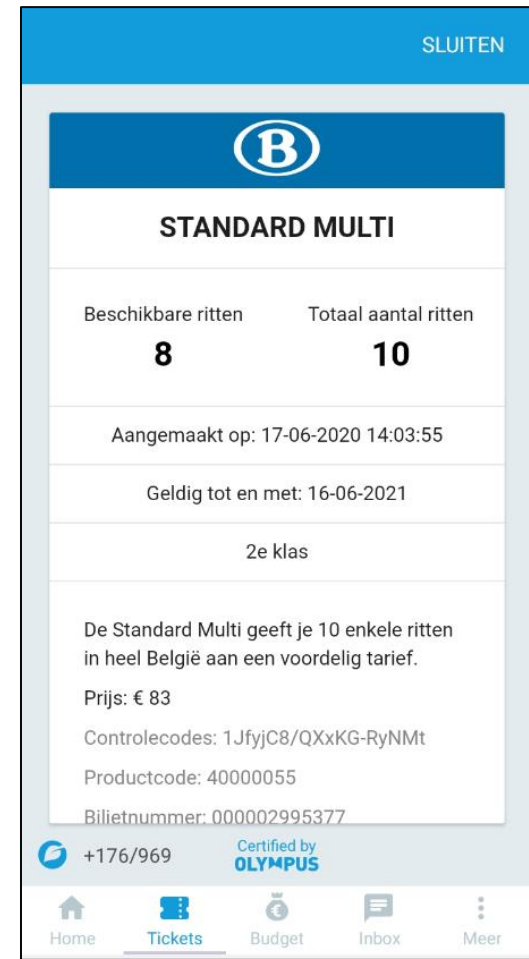 SLUITEN
B
STANDARD MULTI
Beschikbare ritten Totaal aantal ritten
8 10
Aangemaakt op: 17-06-2020 14:03:55
Geldig tot en met: 16-06-2021
2e klas
De Standard Multi geeft je 10 enkele ritten
in heel België aan een voordelig tarief.
Prijs: € 83
Controlecodes: 1JfyjC8/QXxKG-RyNMt
Productcode: 40000055
Biljetnummer: 000002995377
+176/969 Certified by
OLYMPUS
Home Tickets Budget Inbox Meer